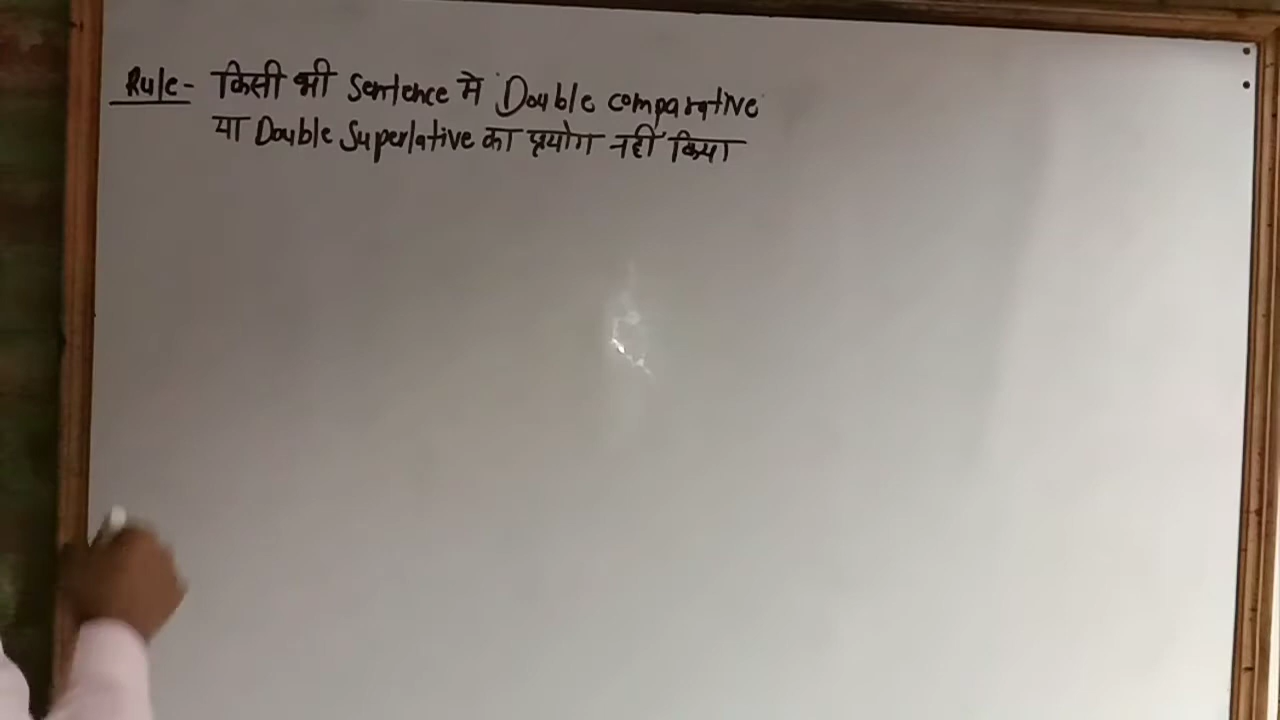 Rule- किसी भी Sentence मे Double comparative
या Double Superlative का प्रयोग नहीं किया